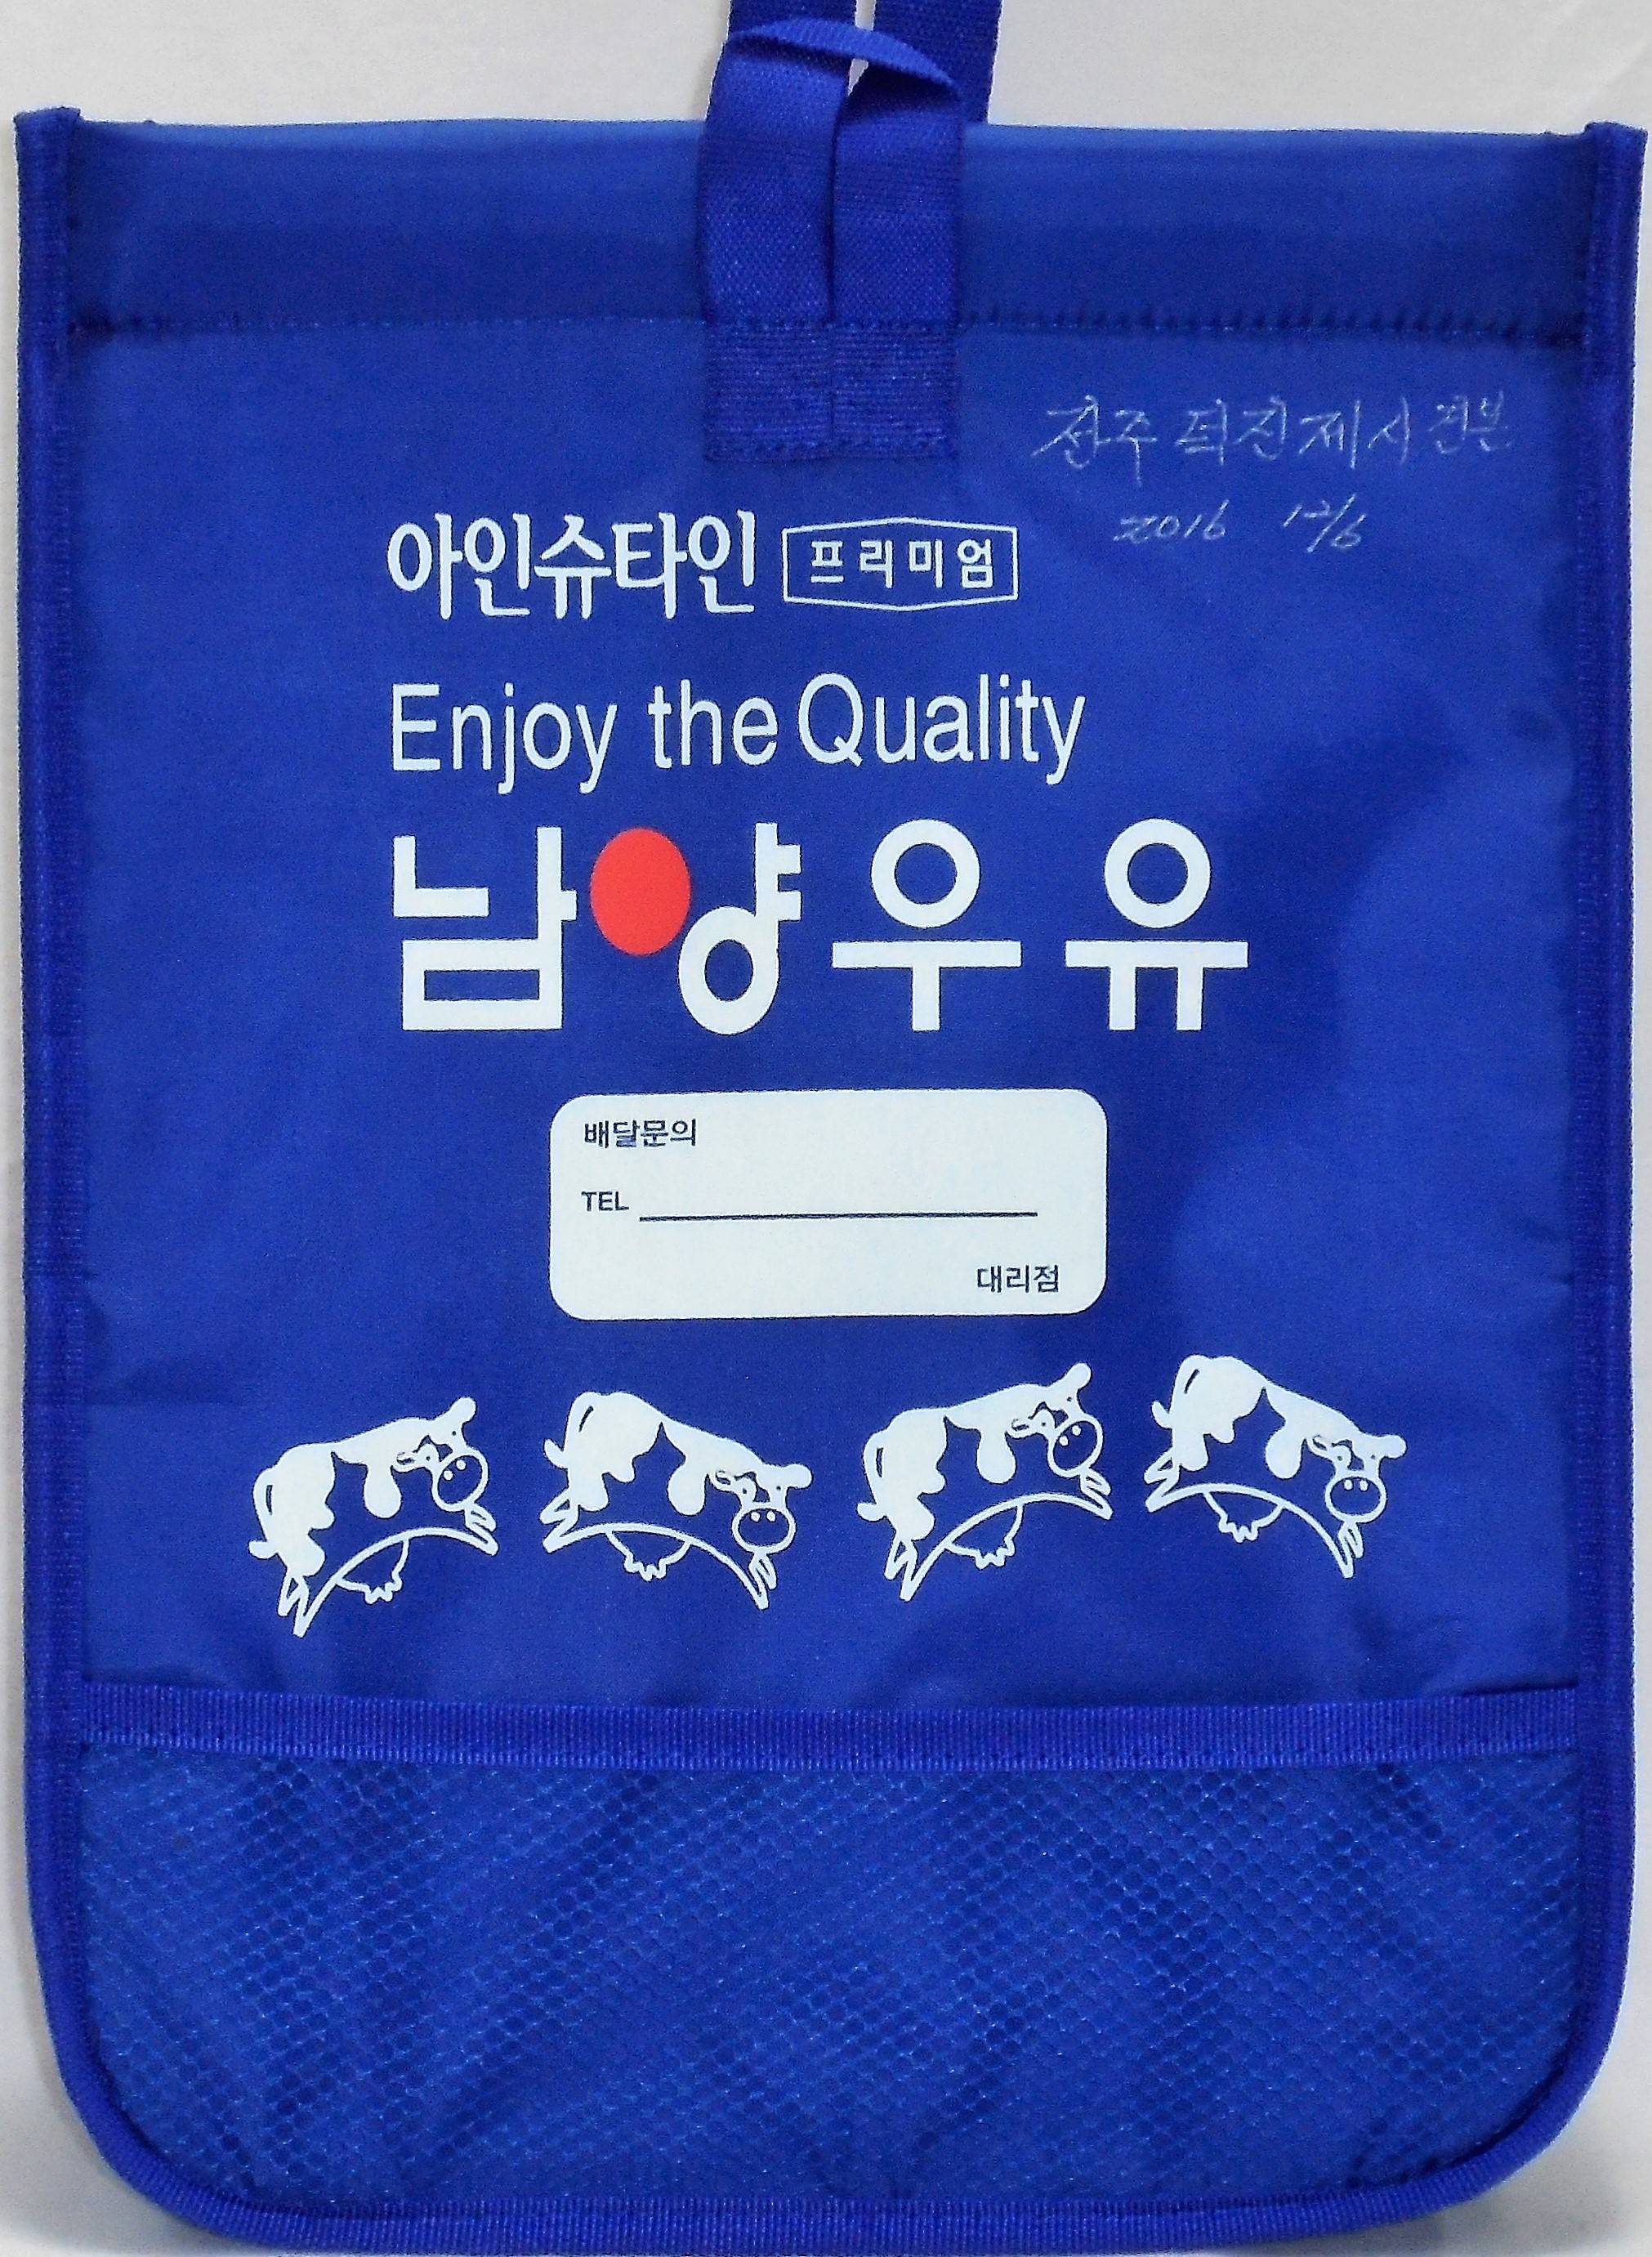 전주 덕진 제시 견본
2016 12/6
아인슈타인 프리미엄
Enjoy the Quality
남양우유
배달문의
TEL
대리점